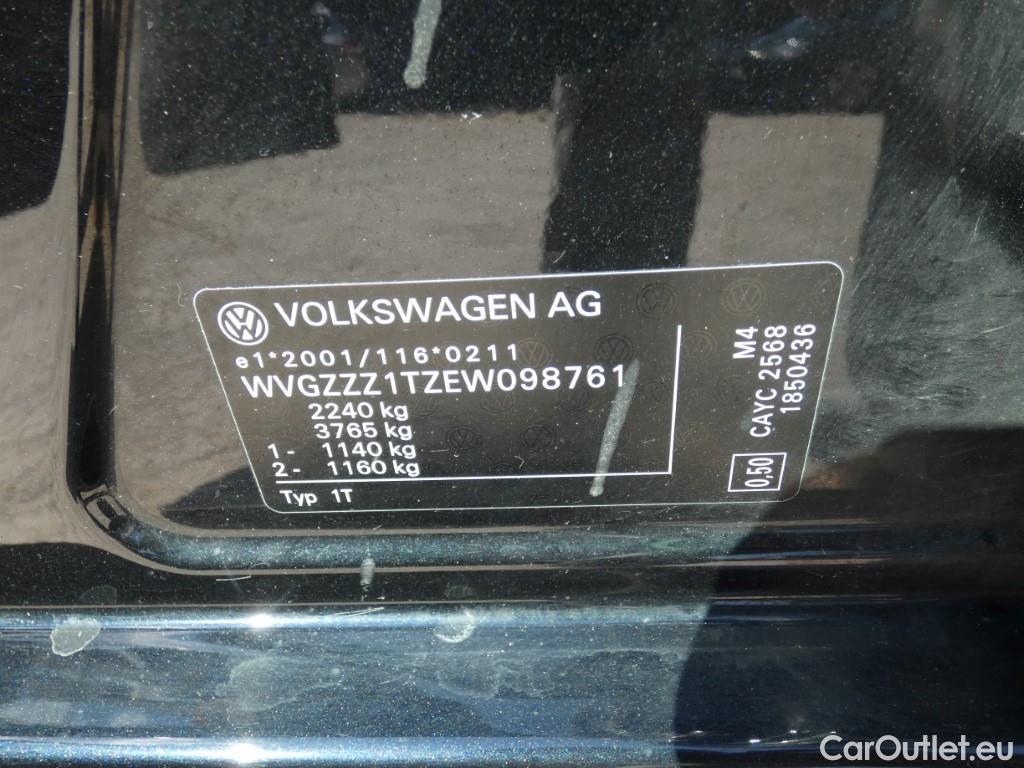 VOLKSWAGEN AG
e1*2001/116*0211
WVGZZZ1TZEW098761
2240 kg
3765 kg
1 - 1140 kg
2 - 1160 kg
Typ 1T
M4
CAYC 2568
1850436
0,50
CarOutlet.eu